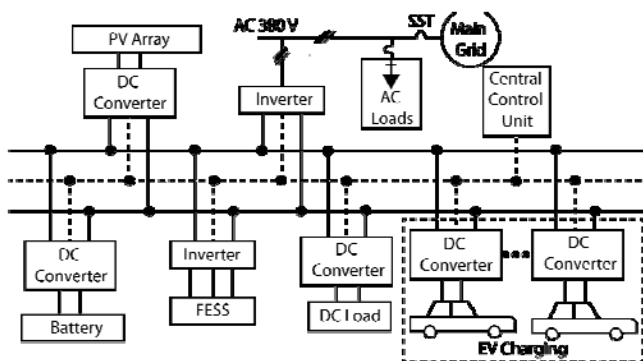 AC 380 V
SST
Main
Grid
PV Array
DC
Converter
Inverter
AC
Loads
Central
Control
Unit
DC
Converter
Battery
Inverter
FESS
DC
Converter
DC Load
DC
Converter
DC
Converter
EV Charging